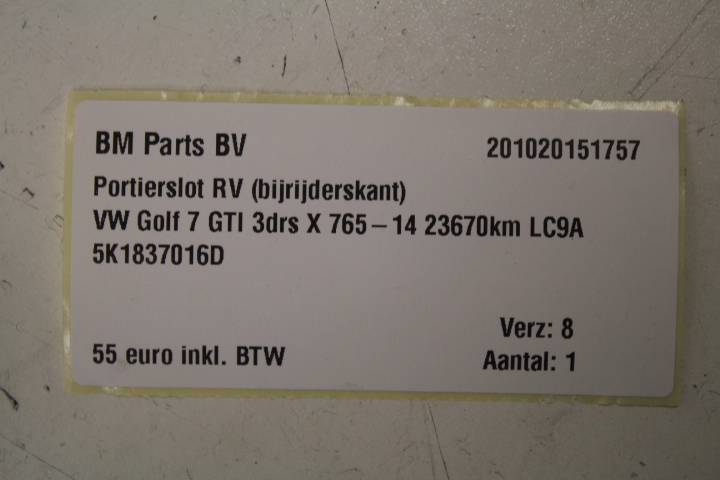 BM Parts BV 201020151757
Portierslot RV (bijrijderskant)
VW Golf 7 GTI 3drs X 765-14 23670km LC9A
5K1837016D
Verz: 8
55 euro inkl. BTW Aantal: 1